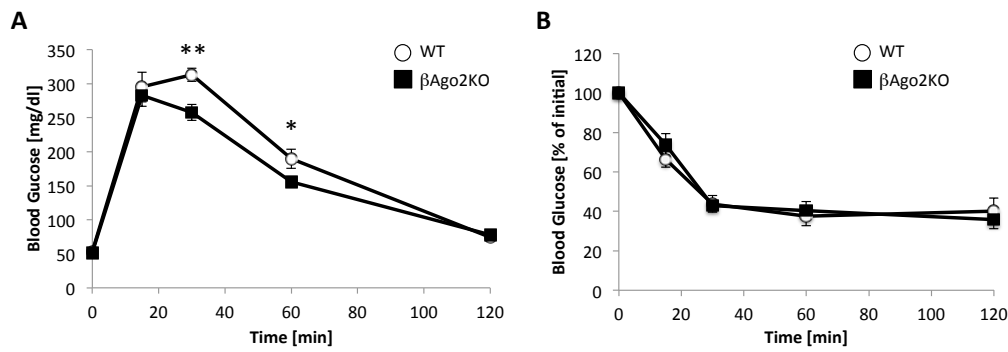 A
Blood Gucose [mg/dl]
350
300
250
200
150
100
50
0
**
*
WT
βAgo2KO
0 20 40 60 80 100 120
Time [min]
B
Blood Glucose [% of initial]
120
100
80
60
40
20
0
WT
βAgo2KO
0 20 40 60 80 100 120
Time [min]